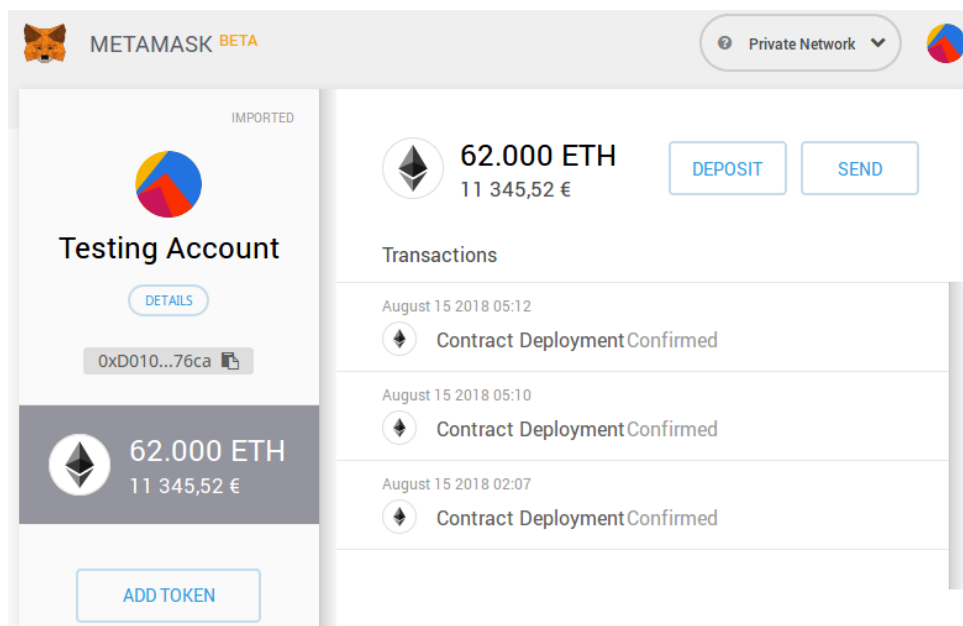 METAMASK BETA
Private Network
IMPORTED
Testing Account
DETAILS
0xD010...76ca
62.000 ETH
11 345,52 €
ADD TOKEN
62.000 ETH
11 345,52 €
DEPOSIT
SEND
Transactions
August 15 2018 05:12
Contract Deployment Confirmed
August 15 2018 05:10
Contract Deployment Confirmed
August 15 2018 02:07
Contract Deployment Confirmed